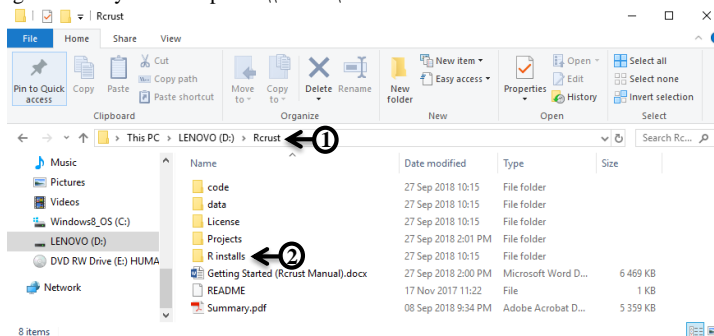 Rcrust
File Home Share View
Pin to Quick access
Copy
Paste
Cut
Copy path
Paste shortcut
Clipboard
Move to
Copy to
Delete
Rename
Organize
New folder
New item
Easy access
New
Properties
Open
Edit
History
Open
Select all
Select none
Invert selection
Select
This PC > LENOVO (D:) > Rcrust
1
Search Rc...
Music
Pictures
Videos
Windows8_OS (C:)
LENOVO (D:)
DVD RW Drive (E:) HUMA
Network
Name Date modified Type Size
code 27 Sep 2018 10:15 File folder
data 27 Sep 2018 10:15 File folder
License 27 Sep 2018 10:15 File folder
Projects 27 Sep 2018 2:01 PM File folder
R installs 2 27 Sep 2018 10:15 File folder
Getting Started (Rcrust Manual).docx 27 Sep 2018 2:00 PM Microsoft Word D... 6 469 KB
README 17 Nov 2017 11:22 File 1 KB
Summary.pdf 08 Sep 2018 9:34 PM Adobe Acrobat D... 5 359 KB
8 items